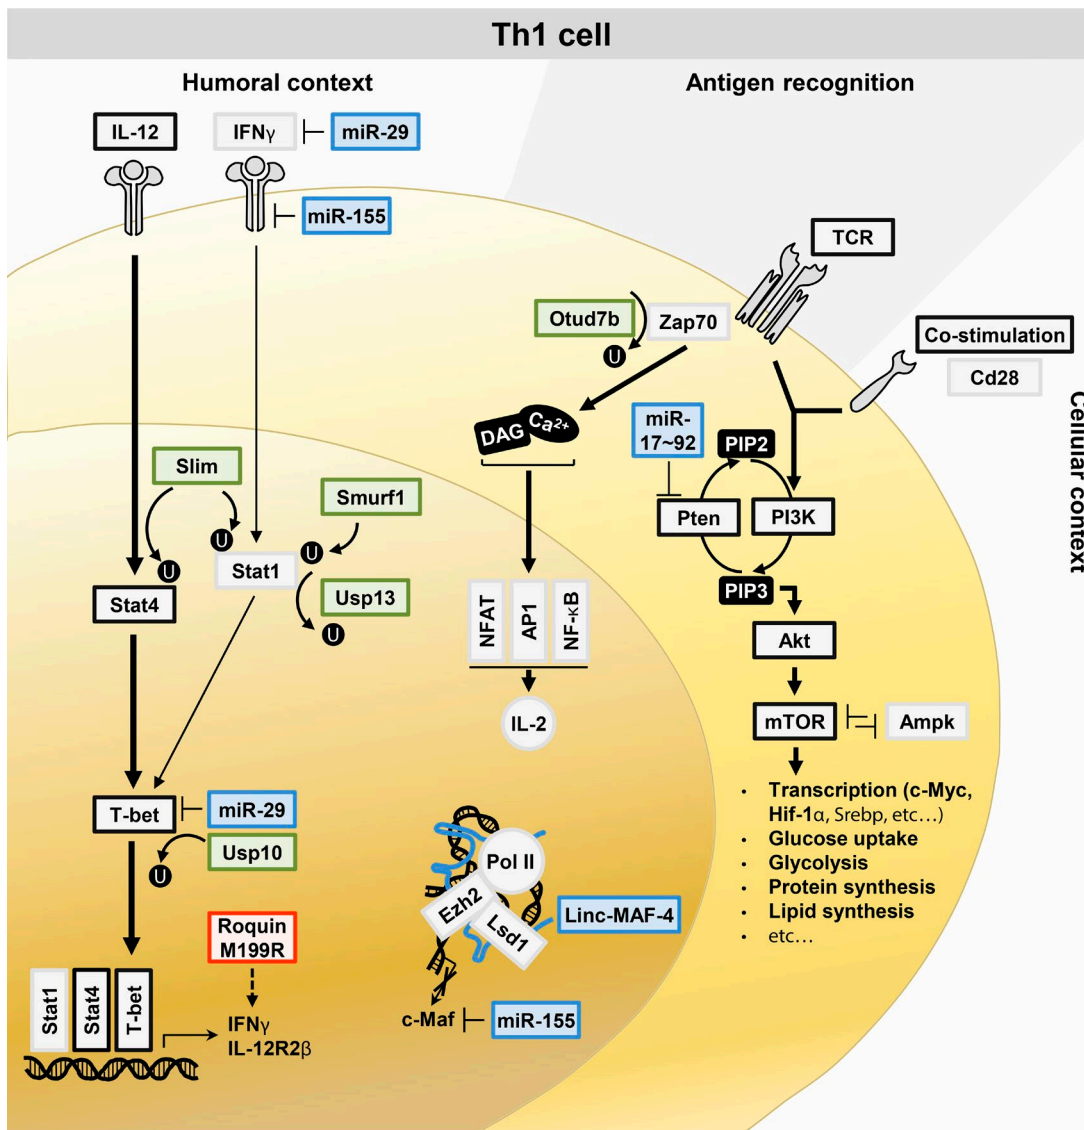 Th1 cell
Humoral context
Antigen recognition
IL-12
IFNγ
miR-29
miR-155
TCR
Otud7b
Zap70
U
Co-stimulation
Cd28
Cellular context
DAG
Ca²⁺
miR-
17~92
PIP2
Slim
Smurf1
U
U
U
Pten
PI3K
Stat1
Stat4
Usp13
U
PIP3
NFAT
AP1
NF-κB
Akt
IL-2
mTOR
Ampk
T-bet
miR-29
Usp10
U
• Transcription (c-Myc,
Hif-1α, Srebp, etc…)
• Glucose uptake
• Glycolysis
• Protein synthesis
• Lipid synthesis
• etc…
Pol II
Ezh2
Lsd1
Linc-MAF-4
Roquin
M199R
Stat1
Stat4
T-bet
IFNγ
IL-12R2β
c-Maf
miR-155